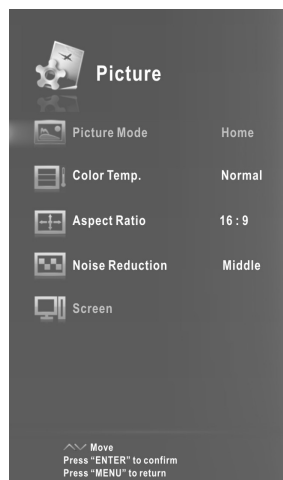 Picture
Picture Mode Home
Color Temp. Normal
Aspect Ratio 16 : 9
Noise Reduction Middle
Screen
Move
Press “ENTER” to confirm
Press “MENU” to return